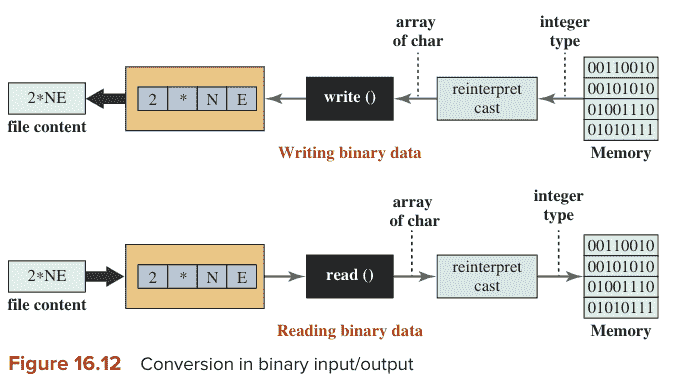 array
of char
integer
type
2*NE
file content
2 * N E
write ()
reinterpret
cast
00110010
00101010
01001110
01010111
Memory
Writing binary data
array
of char
integer
type
2*NE
file content
2 * N E
read ()
reinterpret
cast
00110010
00101010
01001110
01010111
Memory
Reading binary data
Figure 16.12 Conversion in binary input/output